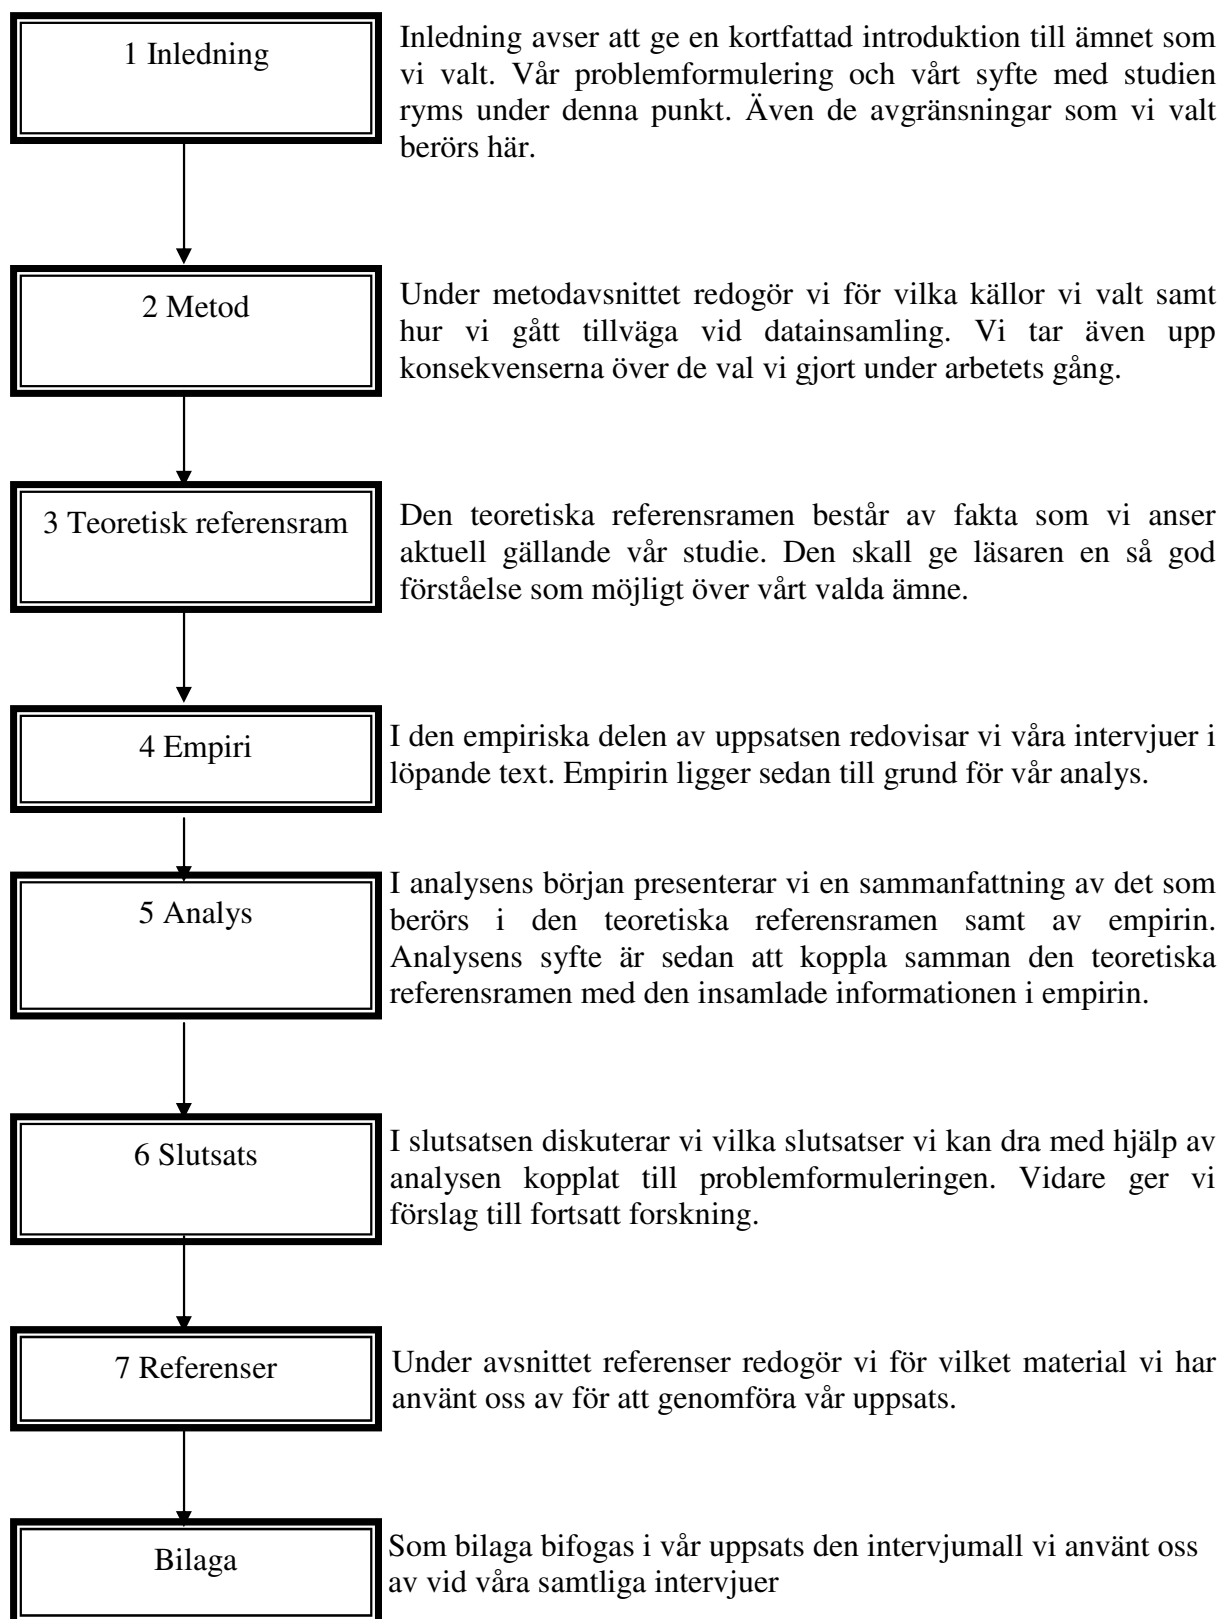 1 Inledning
Inledning avser att ge en kortfattad introduktion till ämnet som
vi valt. Vår problemformulering och vårt syfte med studien
ryms under denna punkt. Även de avgränsningar som vi valt
berörs här.
2 Metod
Under metodavsnittet redogör vi för vilka källor vi valt samt
hur vi gått tillväga vid datainsamling. Vi tar även upp
konsekvenserna över de val vi gjort under arbetets gång.
3 Teoretisk referensram
Den teoretiska referensramen består av fakta som vi anser
aktuell gällande vår studie. Den skall ge läsaren en så god
förståelse som möjligt över vårt valda ämne.
4 Empiri
I den empiriska delen av uppsatsen redovisar vi våra intervjuer i
löpande text. Empirin ligger sedan till grund för vår analys.
5 Analys
I analysens början presenterar vi en sammanfattning av det som
berörs i den teoretiska referensramen samt av empirin.
Analysens syfte är sedan att koppla samman den teoretiska
referensramen med den insamlade informationen i empirin.
6 Slutsats
I slutsatsen diskuterar vi vilka slutsatser vi kan dra med hjälp av
analysen kopplat till problemformuleringen. Vidare ger vi
förslag till fortsatt forskning.
7 Referenser
Under avsnittet referenser redogör vi för vilket material vi har
använt oss av för att genomföra vår uppsats.
Bilaga
Som bilaga bifogas i vår uppsats den intervjumall vi använt oss
av vid våra samtliga intervjuer